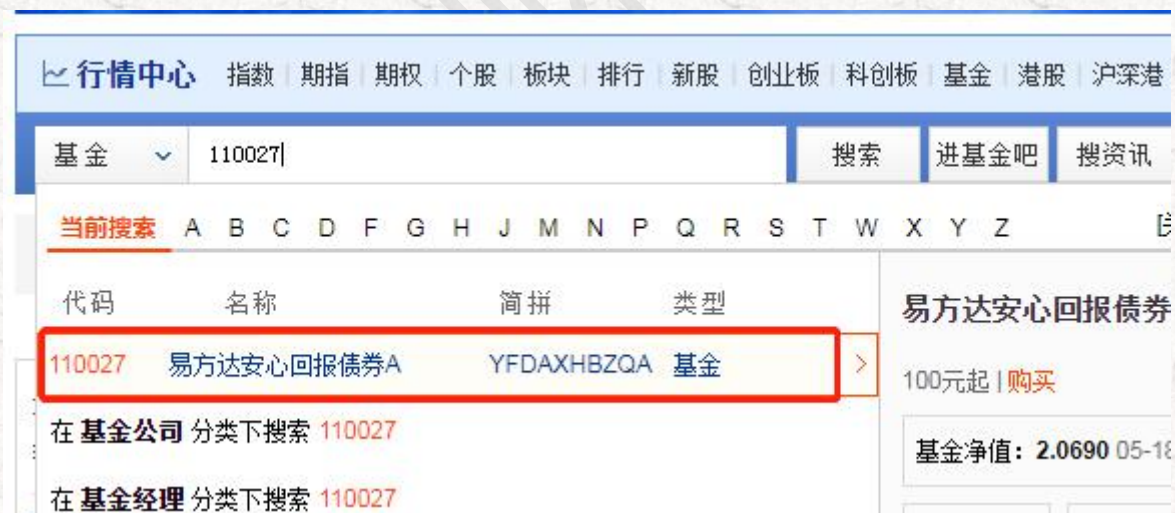 行情中心 指数 期指 期权 个股 板块 排行 新股 创业板 科创板 基金 港股 沪深港
基金 110027 搜索 进基金吧 搜资讯
当前搜索 A B C D F G H J M N P Q R S T W X Y Z
代码 名称 简拼 类型
易方达安心回报债券
110027 易方达安心回报债券A YFDAXHBZQA 基金 >
100元起 | 购买
在 基金公司 分类下搜索 110027
基金净值：2.0690 05-18
在 基金经理 分类下搜索 110027